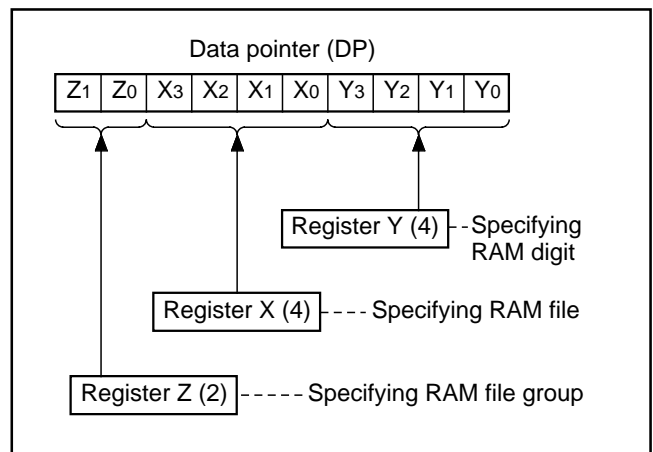 Data pointer (DP)
Z1 Z0 X3 X2 X1 X0 Y3 Y2 Y1 Y0
Register Y (4)
Specifying
RAM digit
Register X (4)
Specifying RAM file
Register Z (2)
Specifying RAM file group